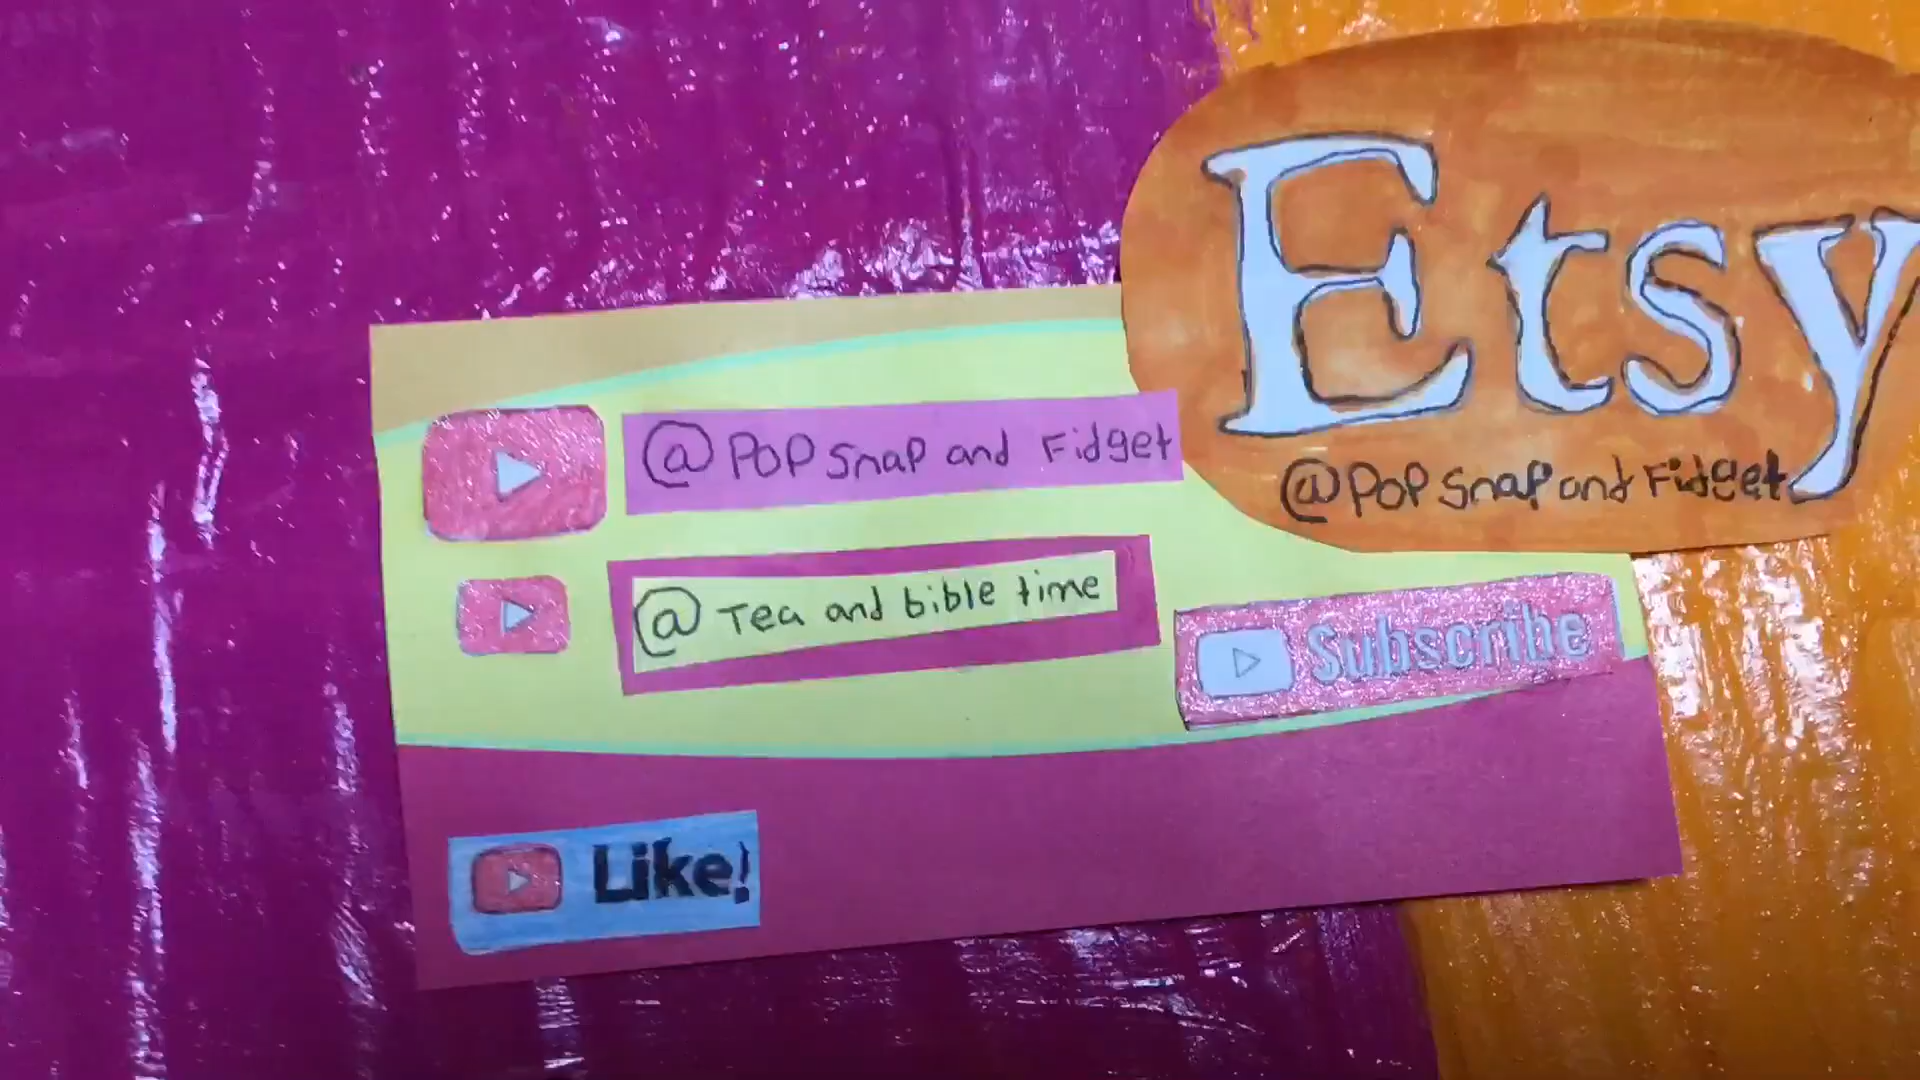 Etsy
@POP Snap and Fidget
@POP Snap and Fidget
@ Tea and bible time
Subscribe
Like!